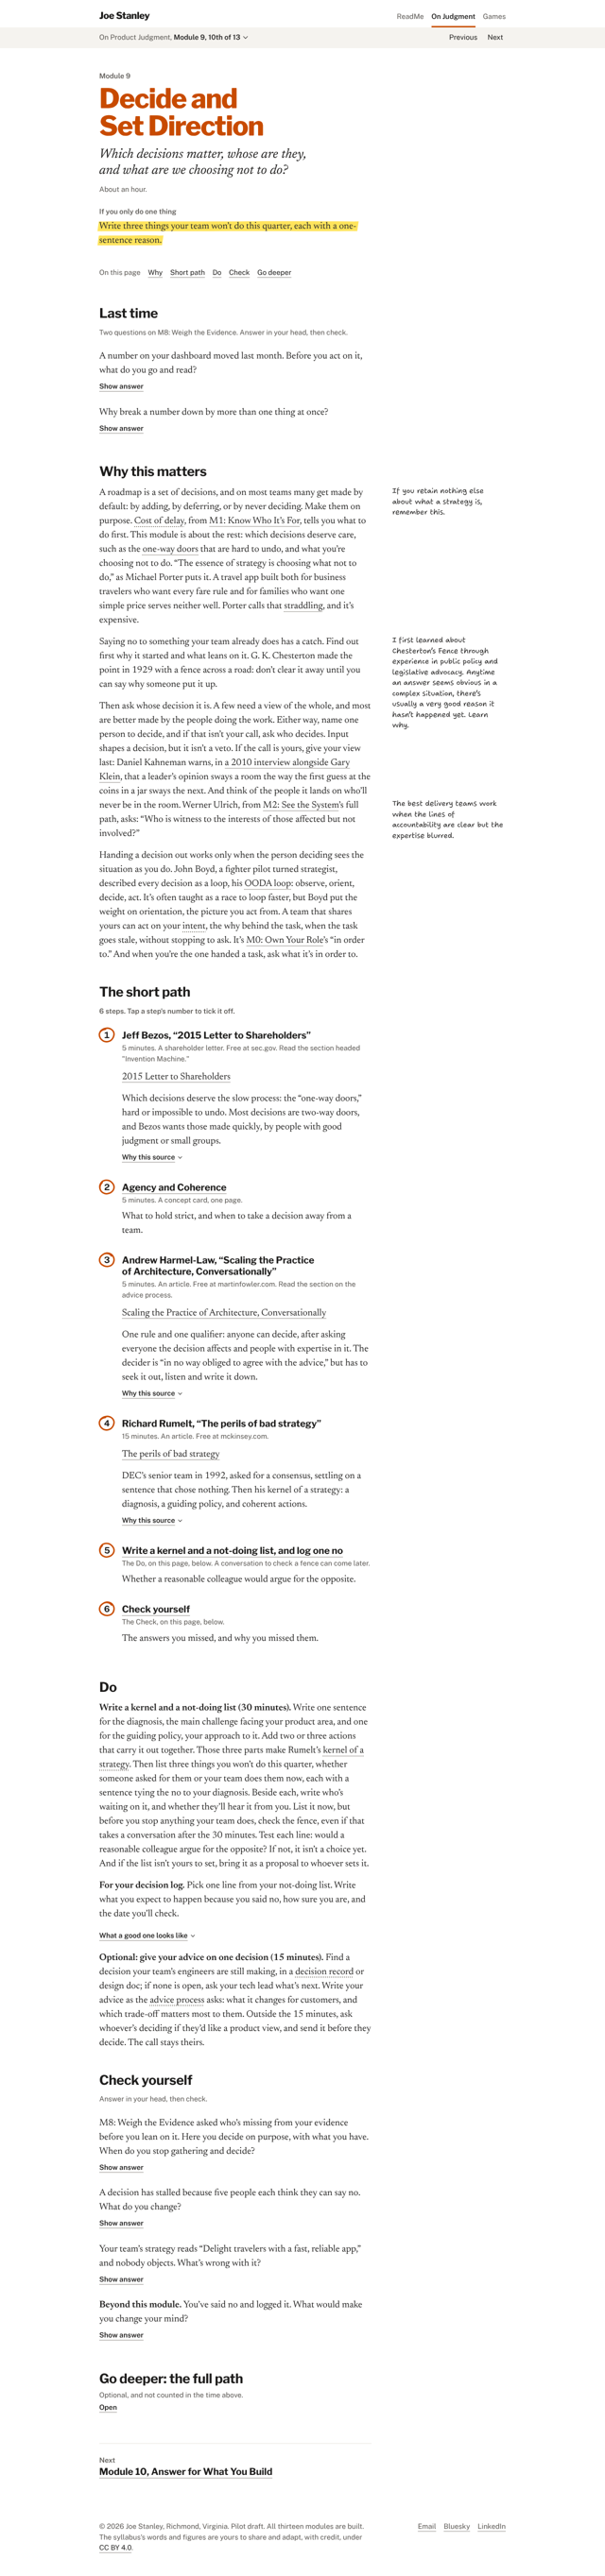 Joe Stanley
ReadMe On Judgment Games
On Product Judgment, Module 9, 10th of 13
Previous Next
Module 9
Decide and
Set Direction
Which decisions matter, whose are they,
and what are we choosing not to do?
About an hour.
If you only do one thing
Write three things your team won't do this quarter, each with a one-
sentence reason.
On this page Why Short path Do Check Go deeper
Last time
Two questions on M8: Weigh the Evidence. Answer in your head, then check.
A number on your dashboard moved last month. Before you act on it,
what do you go and read?
Show answer
Why break a number down by more than one thing at once?
Show answer
Why this matters
A roadmap is a set of decisions, and on most teams many get made by
default: by adding, by deferring, or by never deciding. Make them on
purpose. Cost of delay, from M1: Know Who It's For, tells you what to
do first. This module is about the rest: which decisions deserve care,
such as the one-way doors that are hard to undo, and what you're
choosing not to do. “The essence of strategy is choosing what not to
do,” as Michael Porter puts it. A travel app built both for business
travelers who want every fare rule and for families who want one
simple price serves neither well. Porter calls that straddling, and it's
expensive.
If you retain nothing else
about what a strategy is,
remember this.
Saying no to something your team already does has a catch. Find out
first why it started and what leans on it. G. K. Chesterton made the
point in 1929 with a fence across a road: don't clear it away until you
can say why someone put it up.
I first learned about
Chesterton's Fence through
experience in public policy and
legislative advocacy. Anytime
an answer seems obvious in a
complex situation, there's
usually a very good reason it
hasn't happened yet. Learn
why.
Then ask whose decision it is. A few need a view of the whole, and most
are better made by the people doing the work. Either way, name one
person to decide, and if that isn't your call, ask who decides. Input
shapes a decision, but it isn't a veto. If the call is yours, give your view
last: Daniel Kahneman warns, in a 2010 interview alongside Gary
Klein, that a leader's opinion sways a room the way the first guess at the
coins in a jar sways the next. And think of the people it lands on who'll
never be in the room. Werner Ulrich, from M2: See the System's full
path, asks: “Who is witness to the interests of those affected but not
involved?”
The best delivery teams work
when the lines of
accountability are clear but the
expertise blurred.
Handing a decision out works only when the person deciding sees the
situation as you do. John Boyd, a fighter pilot turned strategist,
described every decision as a loop, his OODA loop: observe, orient,
decide, act. It's often taught as a race to loop faster, but Boyd put the
weight on orientation, the picture you act from. A team that shares
yours can act on your intent, the why behind the task, when the task
goes stale, without stopping to ask. It's M0: Own Your Role's “in order
to.” And when you're the one handed a task, ask what it's in order to.
The short path
6 steps. Tap a step's number to tick it off.
1 Jeff Bezos, “2015 Letter to Shareholders”
5 minutes. A shareholder letter. Free at sec.gov. Read the section headed
"Invention Machine."
2015 Letter to Shareholders
Which decisions deserve the slow process: the “one-way doors,”
hard or impossible to undo. Most decisions are two-way doors,
and Bezos wants those made quickly, by people with good
judgment or small groups.
Why this source
2 Agency and Coherence
5 minutes. A concept card, one page.
What to hold strict, and when to take a decision away from a
team.
3 Andrew Harmel-Law, “Scaling the Practice
of Architecture, Conversationally”
5 minutes. An article. Free at martinfowler.com. Read the section on the
advice process.
Scaling the Practice of Architecture, Conversationally
One rule and one qualifier: anyone can decide, after asking
everyone the decision affects and people with expertise in it. The
decider is “in no way obliged to agree with the advice,” but has to
seek it out, listen and write it down.
Why this source
4 Richard Rumelt, “The perils of bad strategy”
15 minutes. An article. Free at mckinsey.com.
The perils of bad strategy
DEC's senior team in 1992, asked for a consensus, settling on a
sentence that chose nothing. Then his kernel of a strategy: a
diagnosis, a guiding policy, and coherent actions.
Why this source
5 Write a kernel and a not-doing list, and log one no
The Do, on this page, below. A conversation to check a fence can come later.
Whether a reasonable colleague would argue for the opposite.
6 Check yourself
The Check, on this page, below.
The answers you missed, and why you missed them.
Do
Write a kernel and a not-doing list (30 minutes). Write one sentence
for the diagnosis, the main challenge facing your product area, and one
for the guiding policy, your approach to it. Add two or three actions
that carry it out together. Those three parts make Rumelt's kernel of a
strategy. Then list three things you won't do this quarter, whether
someone asked for them or your team does them now, each with a
sentence tying the no to your diagnosis. Beside each, write who's
waiting on it, and whether they'll hear it from you. List it now, but
before you stop anything your team does, check the fence, even if that
takes a conversation after the 30 minutes. Test each line: would a
reasonable colleague argue for the opposite? If not, it isn't a choice yet.
And if the list isn't yours to set, bring it as a proposal to whoever sets it.
For your decision log. Pick one line from your not-doing list. Write
what you expect to happen because you said no, how sure you are, and
the date you'll check.
What a good one looks like
Optional: give your advice on one decision (15 minutes). Find a
decision your team's engineers are still making, in a decision record or
design doc; if none is open, ask your tech lead what's next. Write your
advice as the advice process asks: what it changes for customers, and
which trade-off matters most to them. Outside the 15 minutes, ask
whoever's deciding if they'd like a product view, and send it before they
decide. The call stays theirs.
Check yourself
Answer in your head, then check.
M8: Weigh the Evidence asked who's missing from your evidence
before you lean on it. Here you decide on purpose, with what you have.
When do you stop gathering and decide?
Show answer
A decision has stalled because five people each think they can say no.
What do you change?
Show answer
Your team's strategy reads “Delight travelers with a fast, reliable app,”
and nobody objects. What's wrong with it?
Show answer
Beyond this module. You've said no and logged it. What would make
you change your mind?
Show answer
Go deeper: the full path
Optional, and not counted in the time above.
Open
Next
Module 10, Answer for What You Build
© 2026 Joe Stanley, Richmond, Virginia. Pilot draft. All thirteen modules are built.
The syllabus's words and figures are yours to share and adapt, with credit, under
CC BY 4.0.
Email Bluesky LinkedIn